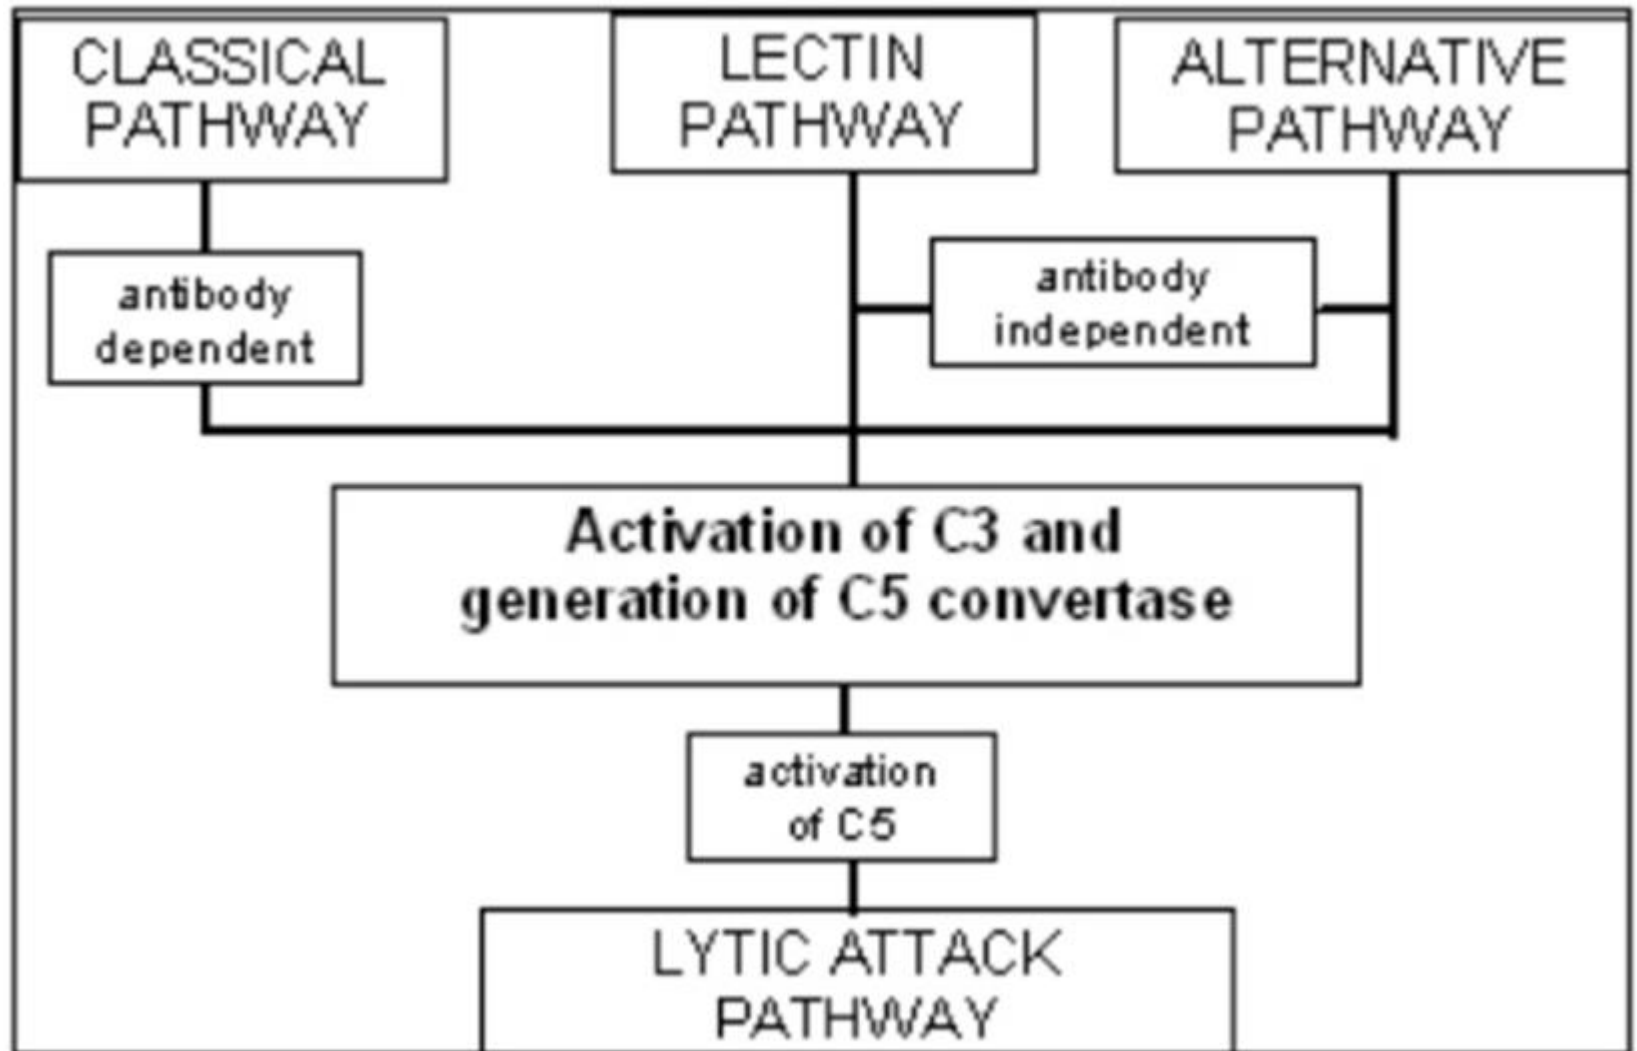 CLASSICAL
PATHWAY
LECTIN
PATHWAY
ALTERNATIVE
PATHWAY
antibody
dependent
antibody
independent
Activation of C3 and
generation of C5 convertase
activation
of C5
LYTIC ATTACK
PATHWAY